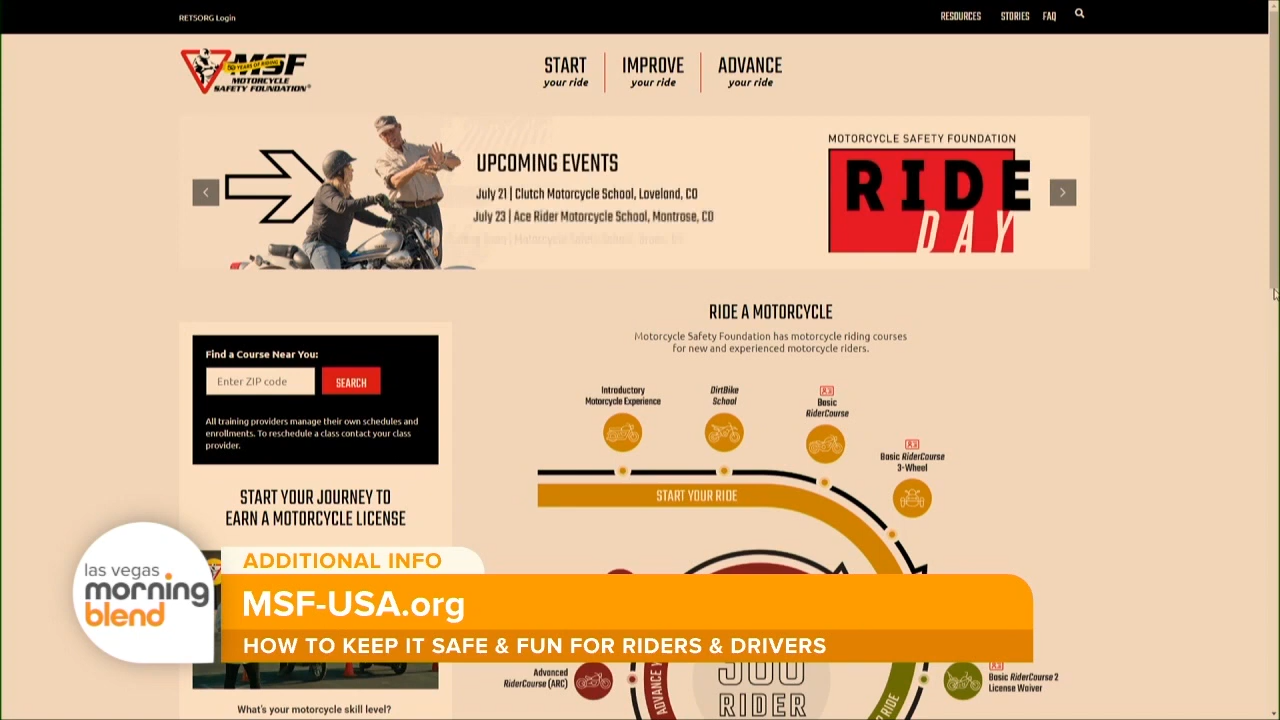 RETSORG Login
RESOURCES
STORIES
FAQ
MSF
50 YEARS OF RIDING
MOTORCYCLE
SAFETY FOUNDATION®
START
your ride
IMPROVE
your ride
ADVANCE
your ride
UPCOMING EVENTS
July 21 | Clutch Motorcycle School, Loveland, CO
July 23 | Ace Rider Motorcycle School, Montrose, CO
MOTORCYCLE SAFETY FOUNDATION
RIDE
DAY
RIDE A MOTORCYCLE
Motorcycle Safety Foundation has motorcycle riding courses
for new and experienced motorcycle riders.
Find a Course Near You:
Enter ZIP code
SEARCH
All training providers manage their own schedules and
enrollments. To reschedule a class contact your class
provider.
Introductory
Motorcycle Experience
DirtBike
School
Basic
RiderCourse
Basic RiderCourse
3-Wheel
START YOUR RIDE
START YOUR JOURNEY TO
EARN A MOTORCYCLE LICENSE
las vegas
morning
blend
ADDITIONAL INFO
MSF-USA.org
HOW TO KEEP IT SAFE & FUN FOR RIDERS & DRIVERS
Advanced
RiderCourse (ARC)
ADVANCE
RIDER
RIDE
Basic RiderCourse 2
License Waiver
What's your motorcycle skill level?